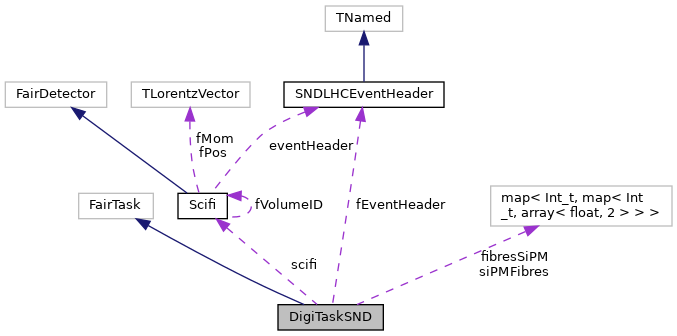 TNamed
FairDetector
TLorentzVector
SNDLHCEventHeader
fMom
fPos
eventHeader
FairTask
Scifi
fVolumeID
fEventHeader
map< Int_t, map< Int
_t, array< float, 2 > > >
scifi
fibresSiPM
siPMFibres
DigiTaskSND